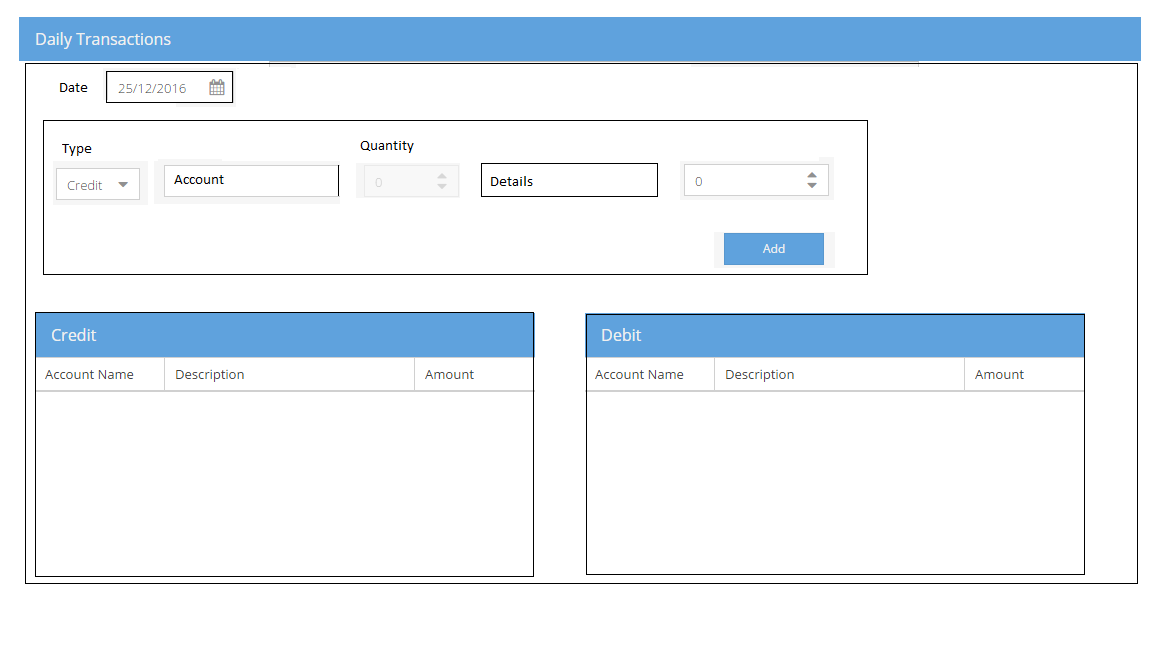 Daily Transactions
Date 25/12/2016
Type Quantity
Credit Account 0 Details 0
Add
Credit Debit
Account Name Description Amount Account Name Description Amount